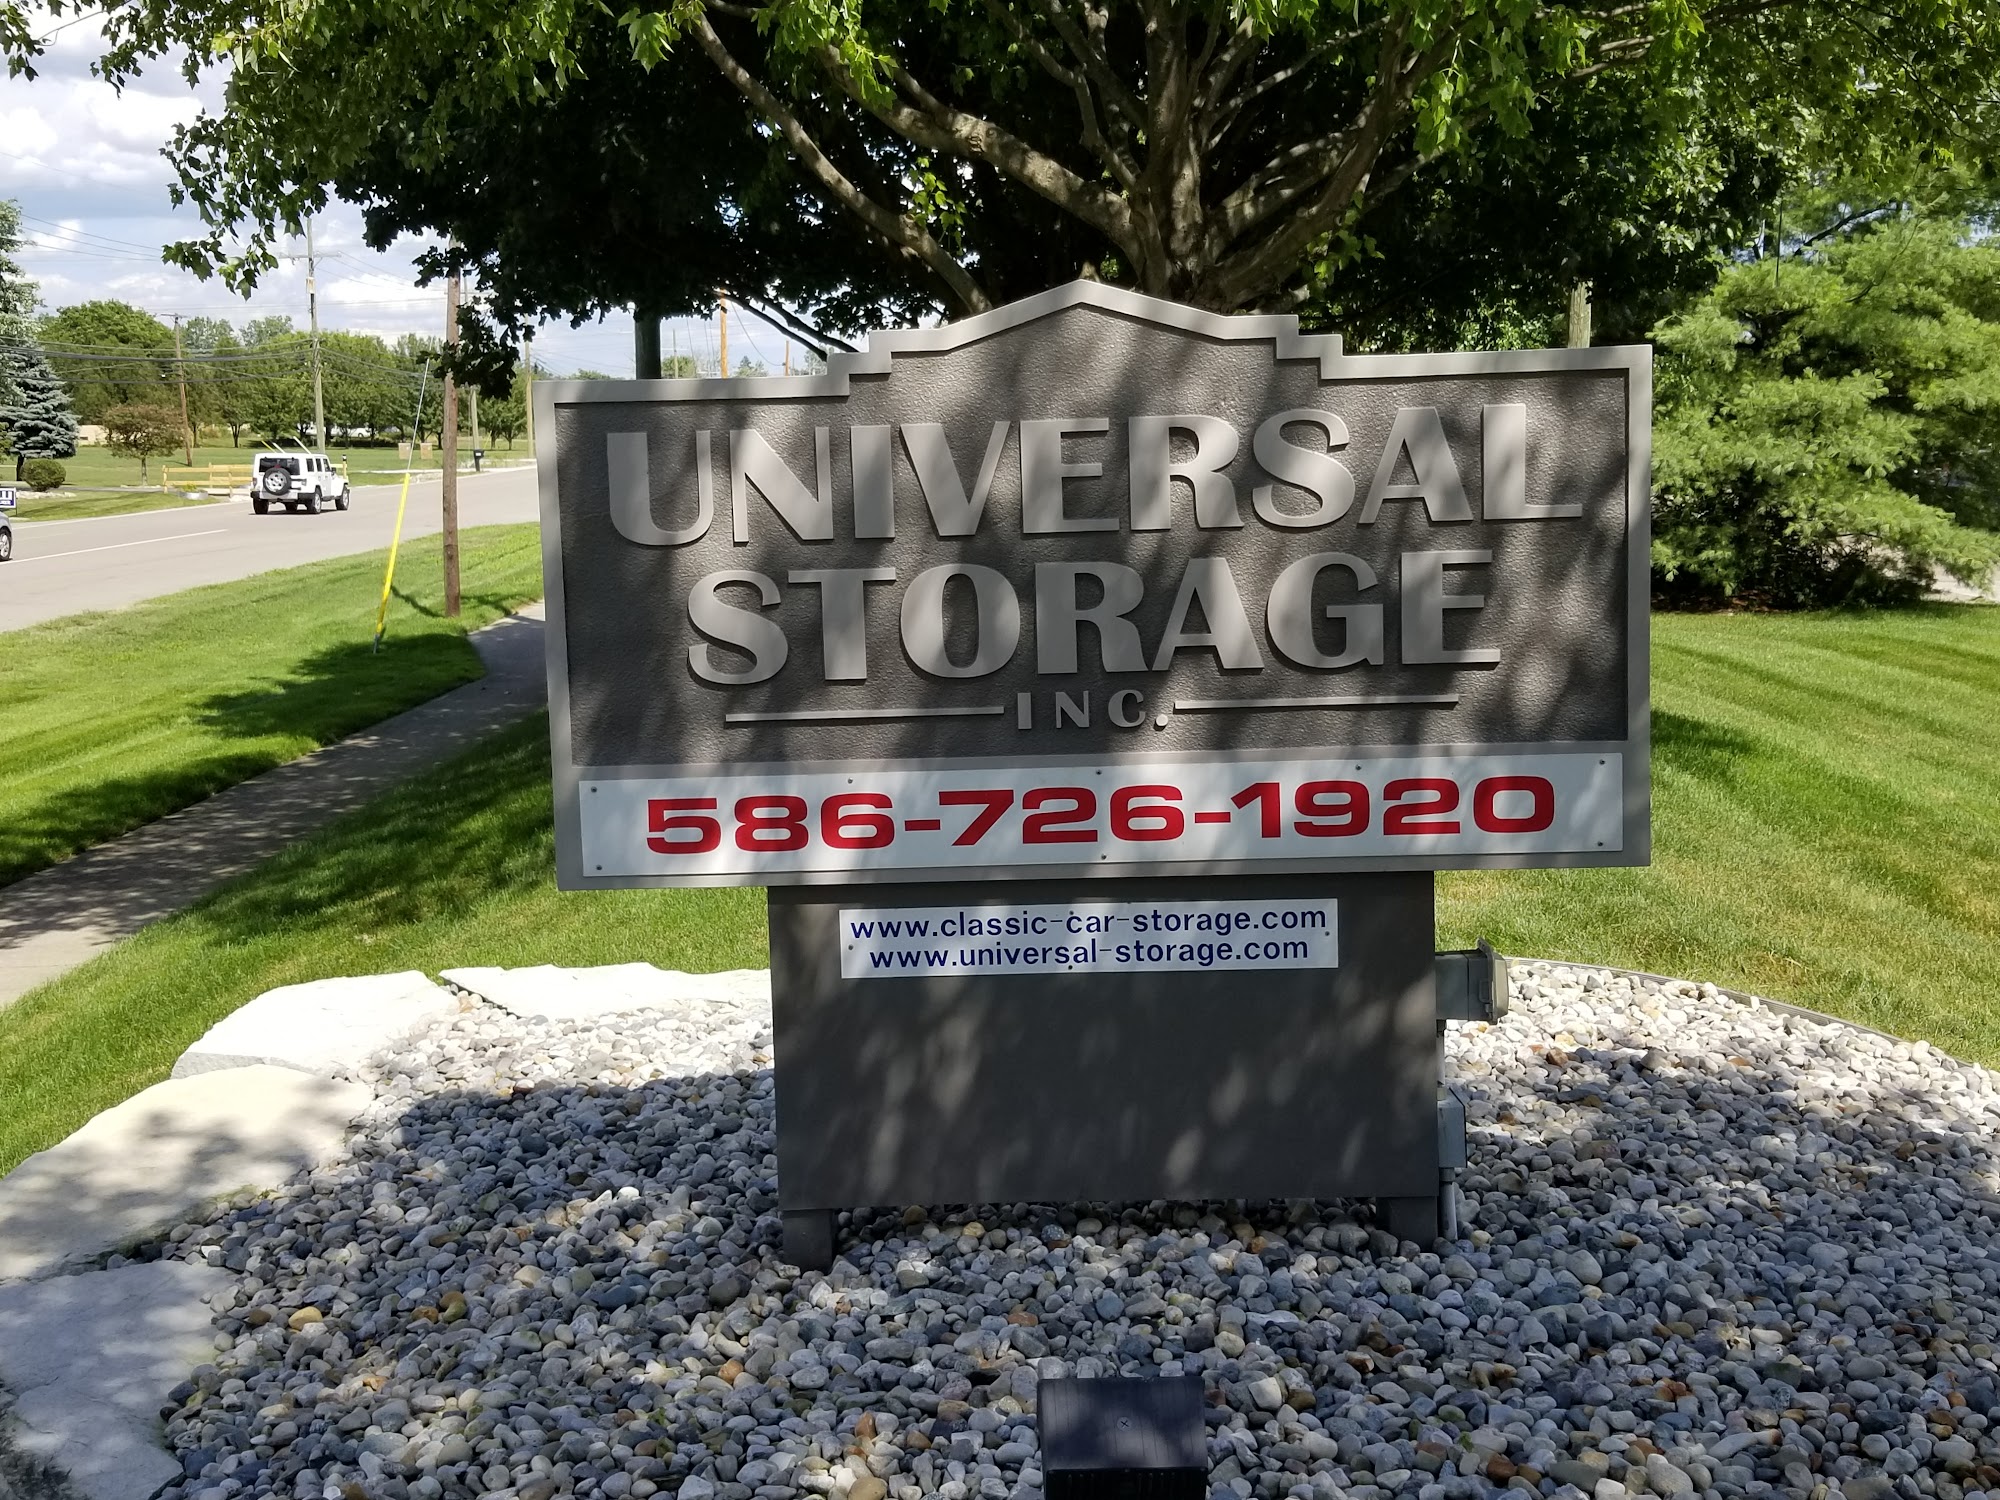 UNIVERSAL
STORAGE
INC.
586-726-1920
www.classic-car-storage.com
www.universal-storage.com